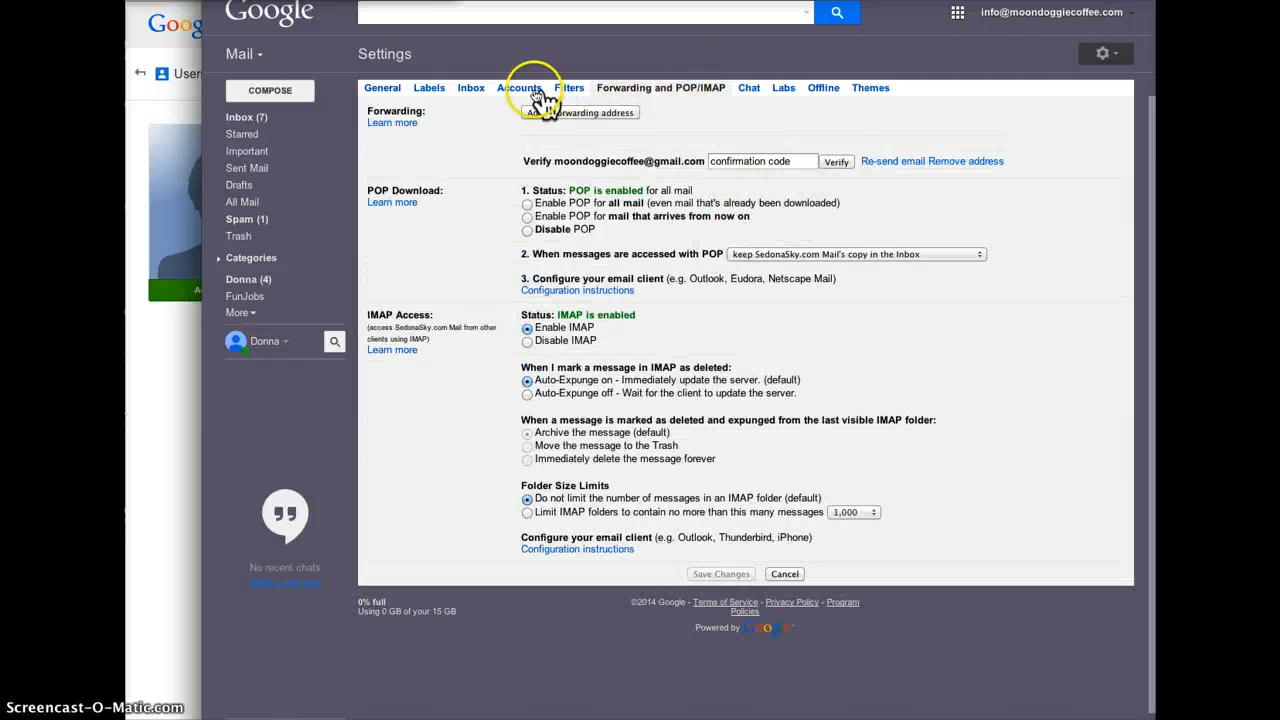 Google
Google
info@moondoggiecoffee.com
Mail
Settings
User
COMPOSE
General Labels Inbox Accounts Filters Forwarding and POP/IMAP Chat Labs Offline Themes
Inbox (7)
Starred
Important
Sent Mail
Drafts
All Mail
Spam (1)
Trash
Categories
Donna (4)
FunJobs
More
Donna
No recent chats
Forwarding:
Learn more
forwarding address
Verify moondoggiecoffee@gmail.com confirmation code Verify Re-send email Remove address
POP Download:
Learn more
1. Status: POP is enabled for all mail
Enable POP for all mail (even mail that's already been downloaded)
Enable POP for mail that arrives from now on
Disable POP
2. When messages are accessed with POP keep SedonaSky.com Mail's copy in the Inbox
3. Configure your email client (e.g. Outlook, Eudora, Netscape Mail)
Configuration instructions
IMAP Access:
(access SedonaSky.com Mail from other
clients using IMAP)
Learn more
Status: IMAP is enabled
Enable IMAP
Disable IMAP
When I mark a message in IMAP as deleted:
Auto-Expunge on - Immediately update the server. (default)
Auto-Expunge off - Wait for the client to update the server.
When a message is marked as deleted and expunged from the last visible IMAP folder:
Archive the message (default)
Move the message to the Trash
Immediately delete the message forever
Folder Size Limits
Do not limit the number of messages in an IMAP folder (default)
Limit IMAP folders to contain no more than this many messages 1,000
Configure your email client (e.g. Outlook, Thunderbird, iPhone)
Configuration instructions
Save Changes Cancel
0% full
Using 0 GB of your 15 GB
©2014 Google - Terms of Service - Privacy Policy - Program
Policies
Powered by Google™
Screencast-O-Matic.com